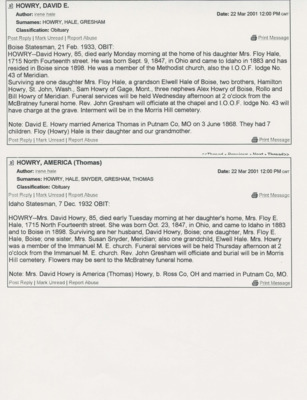 HOWRY, DAVID E.
Author: rene hale Date: 22 Mar 2001 12:00 PM GMT
Surnames: HOWRY, HALE, GRESHAM
Classification: Obituary
Post Reply | Mark Unread | Report Abuse Print Message
Boise Statesman, 21 Feb. 1933, OBIT:
HOWRY--David Howry, 85, died early Monday morning at the home of his daughter Mrs. Floy Hale,
1715 North Fourteenth street. He was born Sept. 9, 1847, in Ohio and came to Idaho in 1883 and has
resided in Boise since 1898. He was a member of the Methodist church, also the I.O.O.F. lodge No.
43 of Meridian.
Surviving are one daughter Mrs. Floy Hale, a grandson Elwell Hale of Boise, two brothers, Hamilton
Howry, St. John, Wash., Sam Howry of Gage, Mont., three nephews Alex Howry of Boise, Rollo and
Bill Howry of Meridian. Funeral services will be held Wednesday afternoon at 2 o'clock from the
McBratney funeral home. Rev. John Gresham will officiate at the chapel and I.O.O.F. lodge No. 43 will
have charge at the grave. Interment will be in the Morris Hill cemetery.
Note: David E. Howry married America Thomas in Putnam Co, MO on 3 June 1868. They had 7
children. Floy (Howry) Hale is their daughter and our grandmother.
Post Reply | Mark Unread | Report Abuse Print Message
HOWRY, AMERICA (Thomas)
Author: rene hale Date: 22 Mar 2001 12:00 PM GMT
Surnames: HOWRY, HALE, SNYDER, GRESHAM, THOMAS
Classification: Obituary
Post Reply | Mark Unread | Report Abuse Print Message
Idaho Statesman, 7 Dec. 1932 OBIT:
HOWRY--Mrs. David Howry, 85, died early Tuesday morning at her daughter's home, Mrs. Floy E.
Hale, 1715 North Fourteenth street. She was born Oct. 23, 1847, in Ohio, and came to Idaho in 1883
and to Boise in 1898. Surviving are her husband, David Howry, Boise; one daughter, Mrs. Floy E.
Hale, Boise; one sister, Mrs. Susan Snyder, Meridian; also one grandchild, Elwell Hale. Mrs. Howry
was a member of the Immanuel M. E. church. Funeral services will be held Thursday afternoon at 2
o'clock from the Immanuel M. E. church. Rev. John Gresham will officiate and burial will be in Morris
Hill cemetery. Flowers may be sent to the McBratney funeral home.
Note: Mrs. David Howry is America (Thomas) Howry, b. Ross Co, OH and married in Putnam Co, MO.
Post Reply | Mark Unread | Report Abuse Print Message